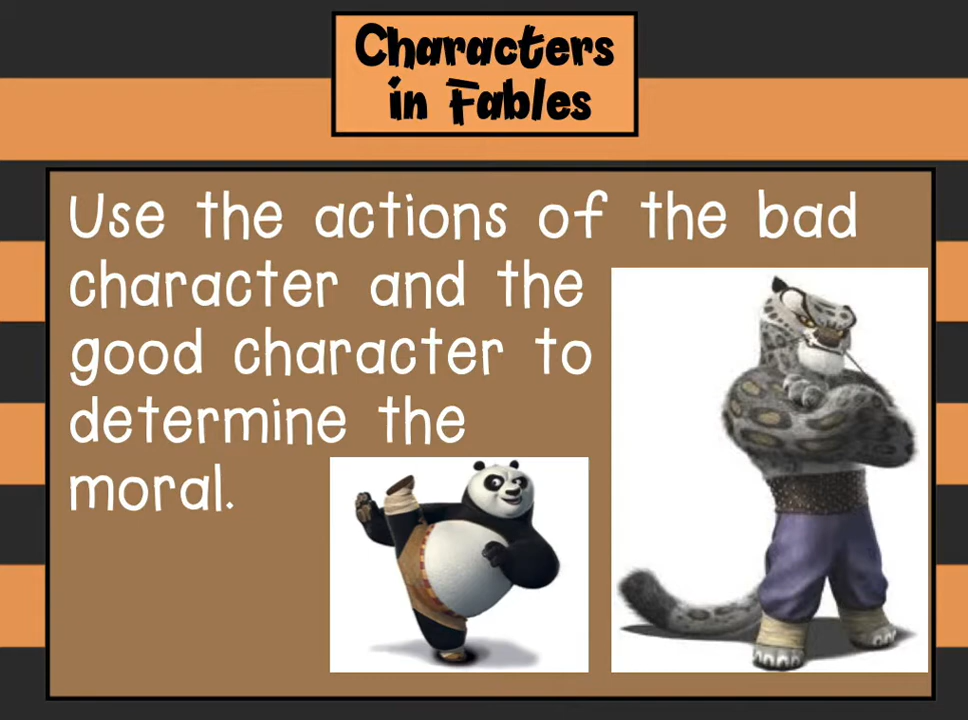 Characters
in Fables
Use the actions of the bad
character and the
good character to
determine the
moral.